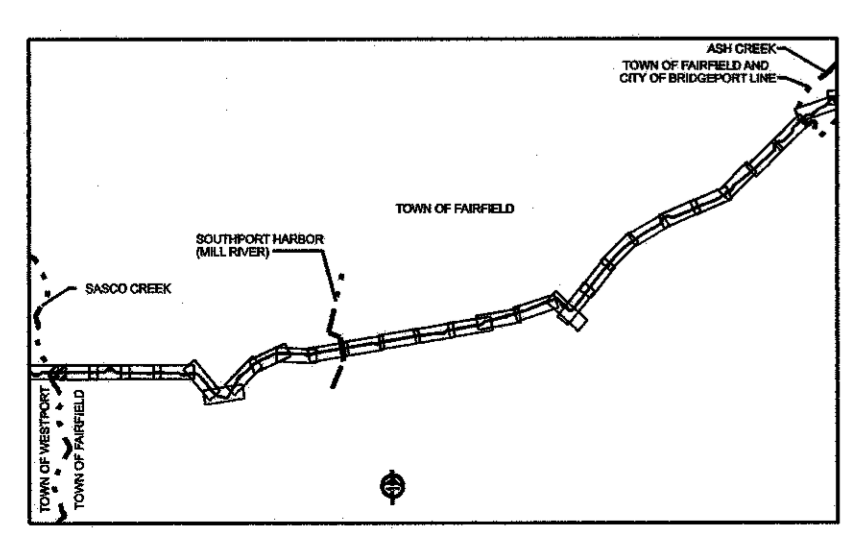 ASH CREEK
TOWN OF FAIRFIELD AND
CITY OF BRIDGEPORT LINE
TOWN OF FAIRFIELD
SOUTHPORT HARBOR
(MILL RIVER)
SASCO CREEK
TOWN OF WESTPORT
TOWN OF FAIRFIELD